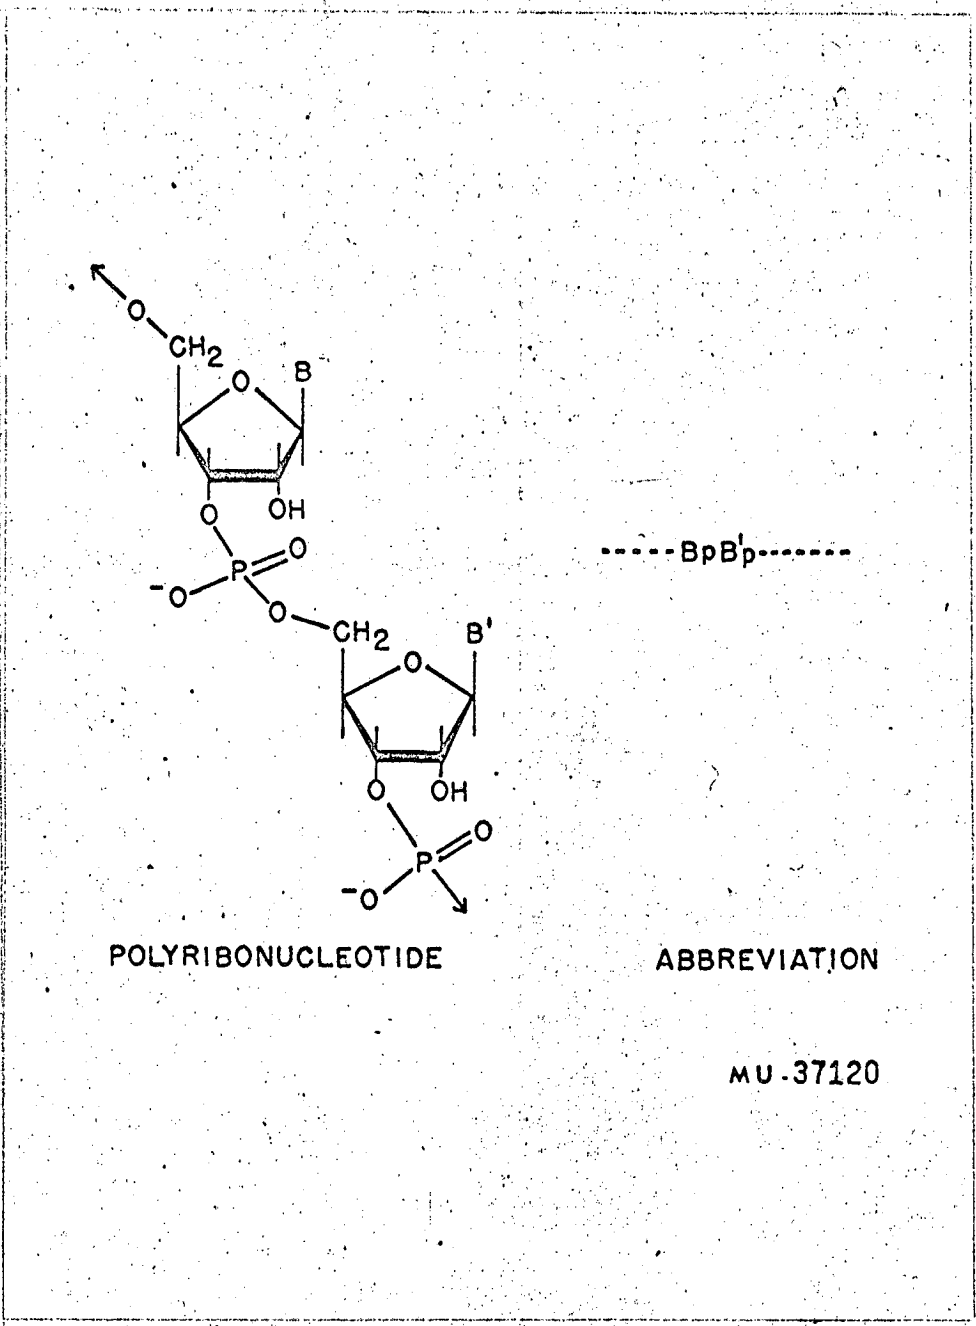 O
CH2
O
B
O
OH
P
O
-O
O
-----BpB'p-------
CH2
B'
O
O
OH
P
O
-O
POLYRIBONUCLEOTIDE
ABBREVIATION
MU-37120